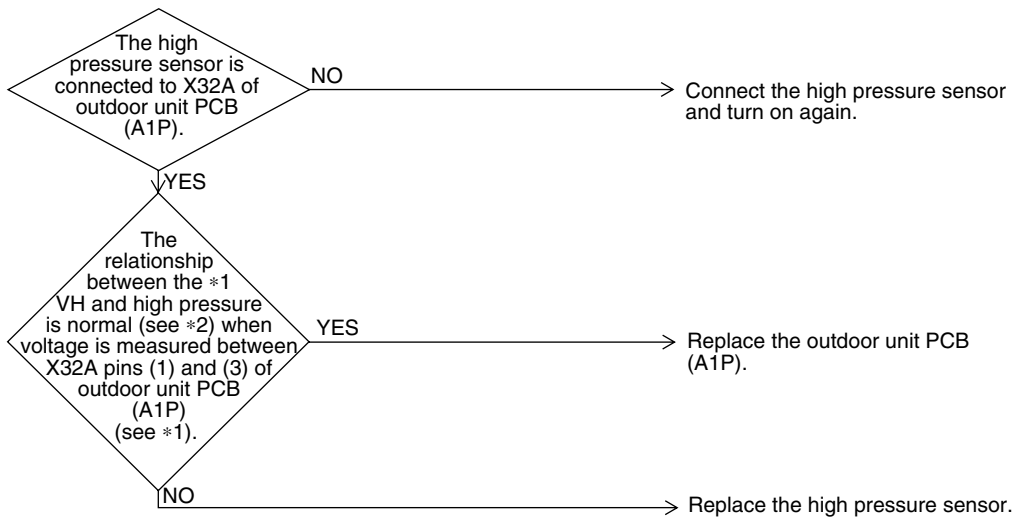 The high
pressure sensor is
connected to X32A of
outdoor unit PCB
(A1P).
NO
Connect the high pressure sensor
and turn on again.
YES
The
relationship
between the *1
VH and high pressure
is normal (see *2) when
voltage is measured between
X32A pins (1) and (3) of
outdoor unit PCB
(A1P)
(see *1).
YES
Replace the outdoor unit PCB
(A1P).
NO
Replace the high pressure sensor.